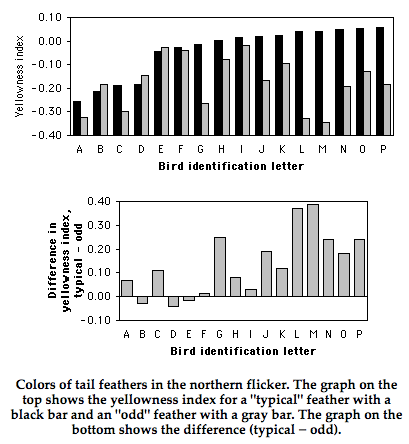 0.10
0.00
-0.10
-0.20
-0.30
-0.40
Yellowness index
A B C D E F G H I J K L M N O P
Bird identification letter
0.40
0.30
0.20
0.10
0.00
-0.10
Difference in
yellowness index,
typical – odd
A B C D E F G H I J K L M N O P
Bird identification letter
Colors of tail feathers in the northern flicker. The graph on the
top shows the yellowness index for a "typical" feather with a
black bar and an "odd" feather with a gray bar. The graph on the
bottom shows the difference (typical – odd).